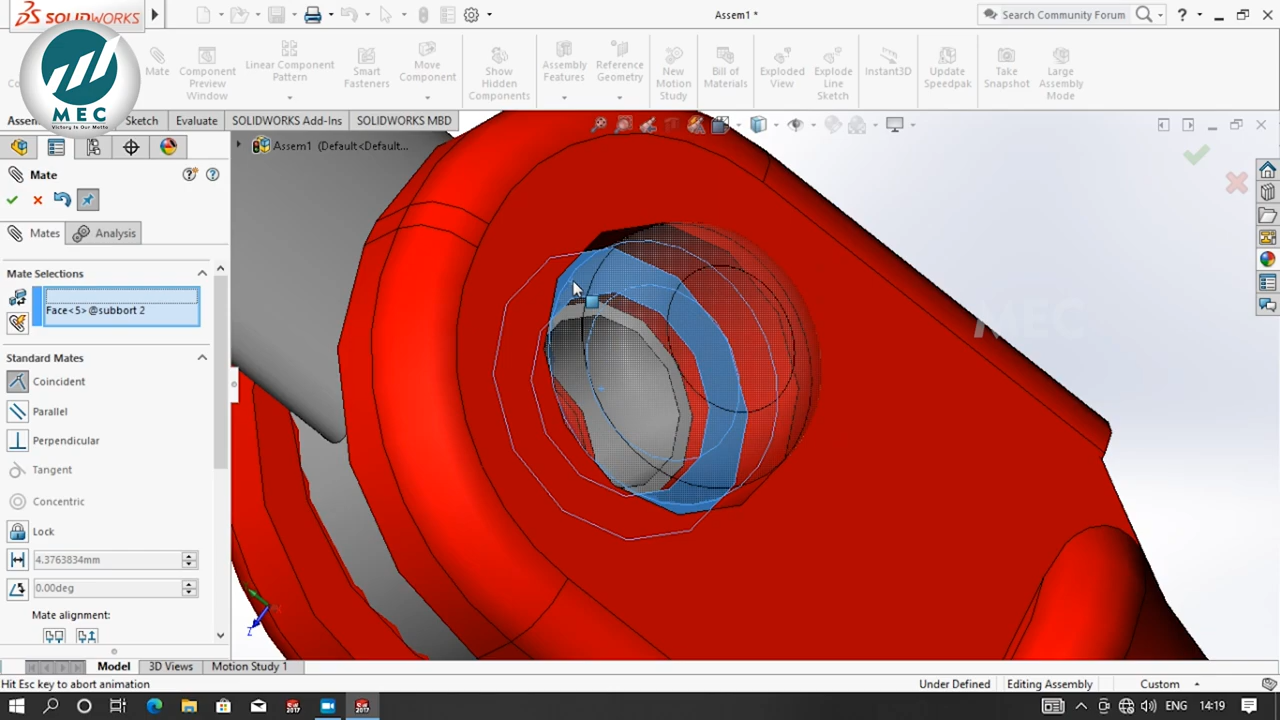 SOLIDWORKS
Assem1 *
Search Community Forum
?
Mate
Component Preview Window
Linear Component Pattern
Smart Fasteners
Move Component
Show Hidden Components
Assembly Features
Reference Geometry
New Motion Study
Bill of Materials
Exploded View
Explode Line Sketch
Instant3D
Update Speedpak
Take Snapshot
Large Assembly Mode
MEC
Victory Is Our Motto
Assem
Sketch
Evaluate
SOLIDWORKS Add-Ins
SOLIDWORKS MBD
Assem1 (Default<Default...
Mate
Mates
Analysis
Mate Selections
Face<5>@subbort 2
Standard Mates
Coincident
Parallel
Perpendicular
Tangent
Concentric
Lock
4.3763834mm
0.00deg
Mate alignment:
Z
MEC
Model
3D Views
Motion Study 1
Hit Esc key to abort animation
Under Defined
Editing Assembly
Custom
2017
2017
ENG
14:19